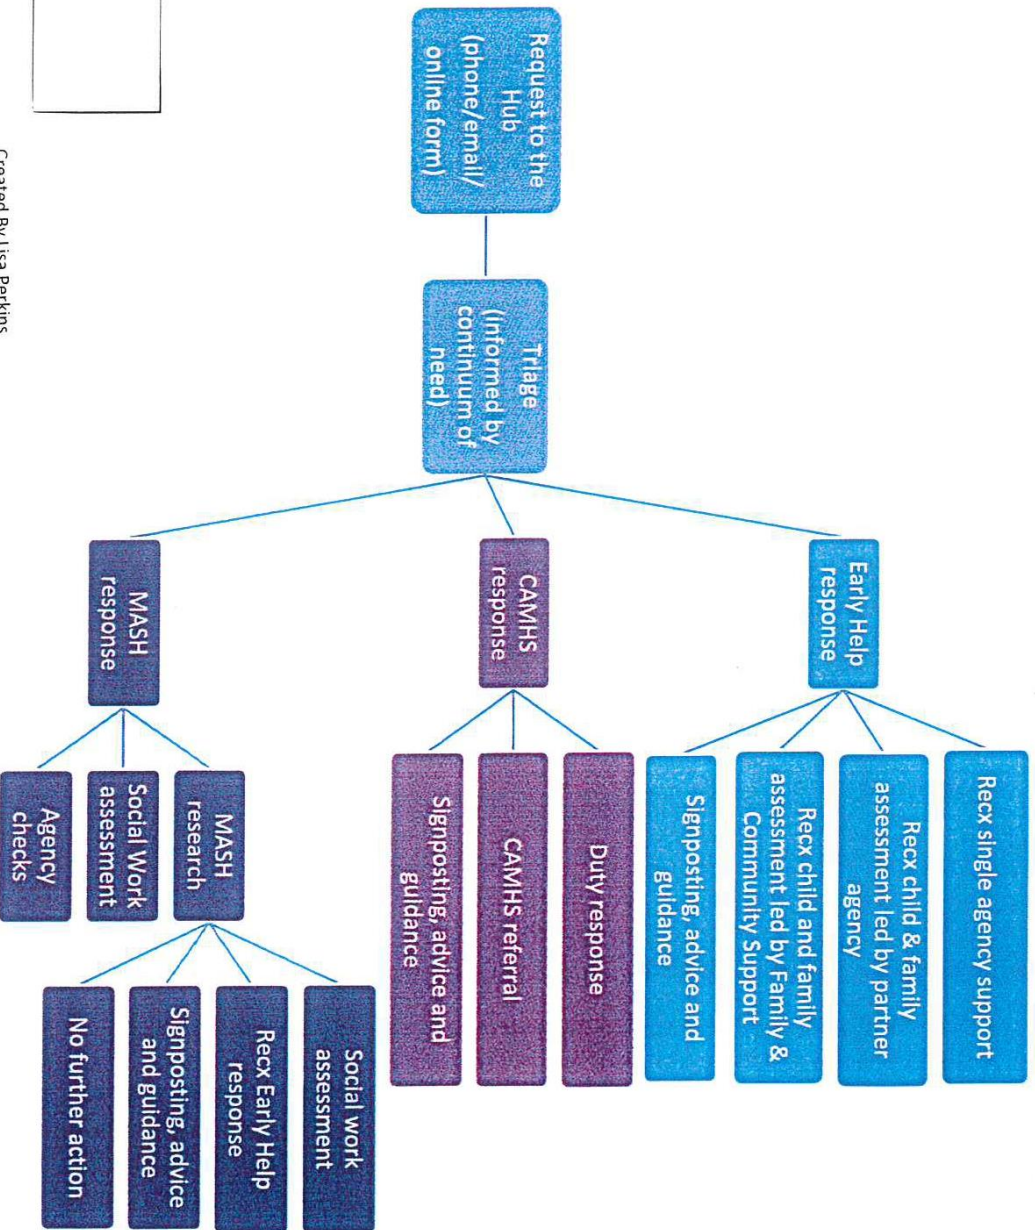 Request to the
Hub
(phone/email/
online form)
Triage
(informed by
continuum of
need)
Early Help
response
Recx single agency support
Recx child & family
assessment led by partner
agency
Recx child and family
assessment led by Family &
Community Support
Signposting, advice and
guidance
CAMHS
response
Duty response
CAMHS referral
Signposting, advice and
guidance
MASH
response
MASH
research
Social Work
assessment
Agency
checks
Social work
assessment
Recx Early Help
response
Signposting, advice
and guidance
No further action
Created By Lisa Perkins